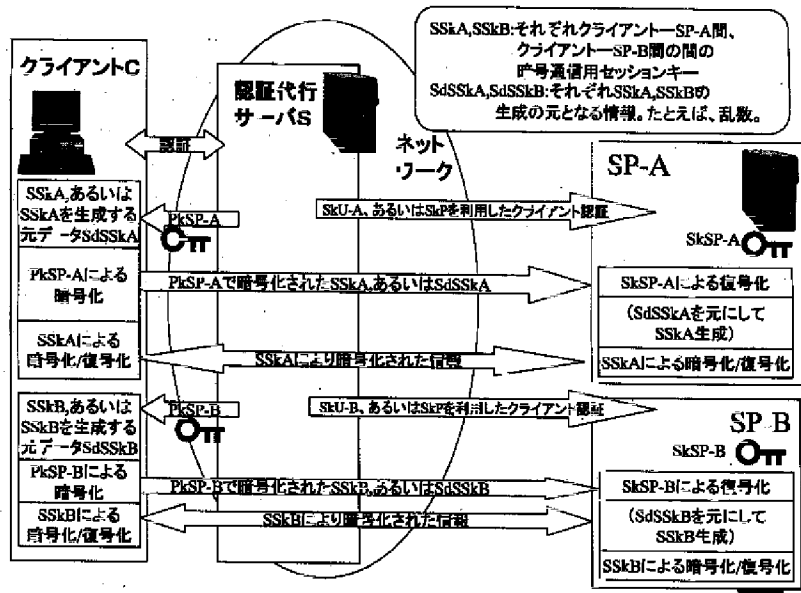 SSkA,SSkB:それぞれクライアントーSP-A間、
クライアントーSP-B間の間の
暗号通信用セッションキー
SdSSkA,SdSSkB:それぞれSSkA,SSkBの
生成の元となる情報。たとえば、乱数。
クライアントC
認証代行
サーバS
認証
ネット
ワーク
SP-A
SkSP-A
SSkA,あるいは
SSkAを生成する
元データSdSSkA
PkSP-A
SkU-A、あるいはSkPを利用したクライアント認証
PkSP-Aによる
暗号化
PkSP-Aで暗号化されたSSkA,あるいはSdSSkA
SkSP-Aによる復号化
(SdSSkAを元にして
SSkA生成)
SSkAによる
暗号化/復号化
SSkAにより暗号化された情報
SSkAによる暗号化/復号化
SSkB,あるいは
SSkBを生成する
元データSdSSkB
PkSP-B
SkU-B、あるいはSkPを利用したクライアント認証
SP-B
SkSP-B
PkSP-Bによる
暗号化
PkSP-Bで暗号化されたSSkB,あるいはSdSSkB
SkSP-Bによる復号化
SSkBによる
暗号化/復号化
SSkBにより暗号化された情報
(SdSSkBを元にして
SSkB生成)
SSkBによる暗号化/復号化